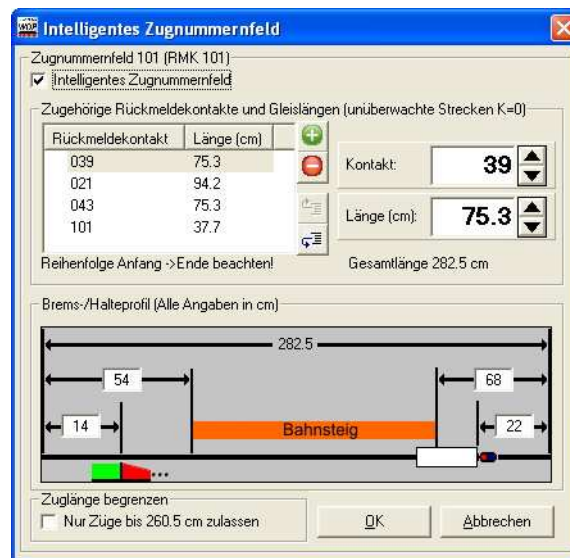 WDP Intelligentes Zugnummernfeld
Zugnummernfeld 101 (RMK 101)
Intelligentes Zugnummernfeld
Zugehörige Rückmeldekontakte und Gleislängen (unüberwachte Strecken K=0)
Rückmeldekontakt Länge (cm)
039 75.3
021 94.2
043 75.3
101 37.7
Kontakt: 39
Länge (cm): 75.3
Reihenfolge Anfang ->Ende beachten! Gesamtlänge 282.5 cm
Brems-/Halteprofil (Alle Angaben in cm)
282.5
54 68
14 Bahnsteig 22
...
Zuglänge begrenzen
Nur Züge bis 260.5 cm zulassen
OK Abbrechen